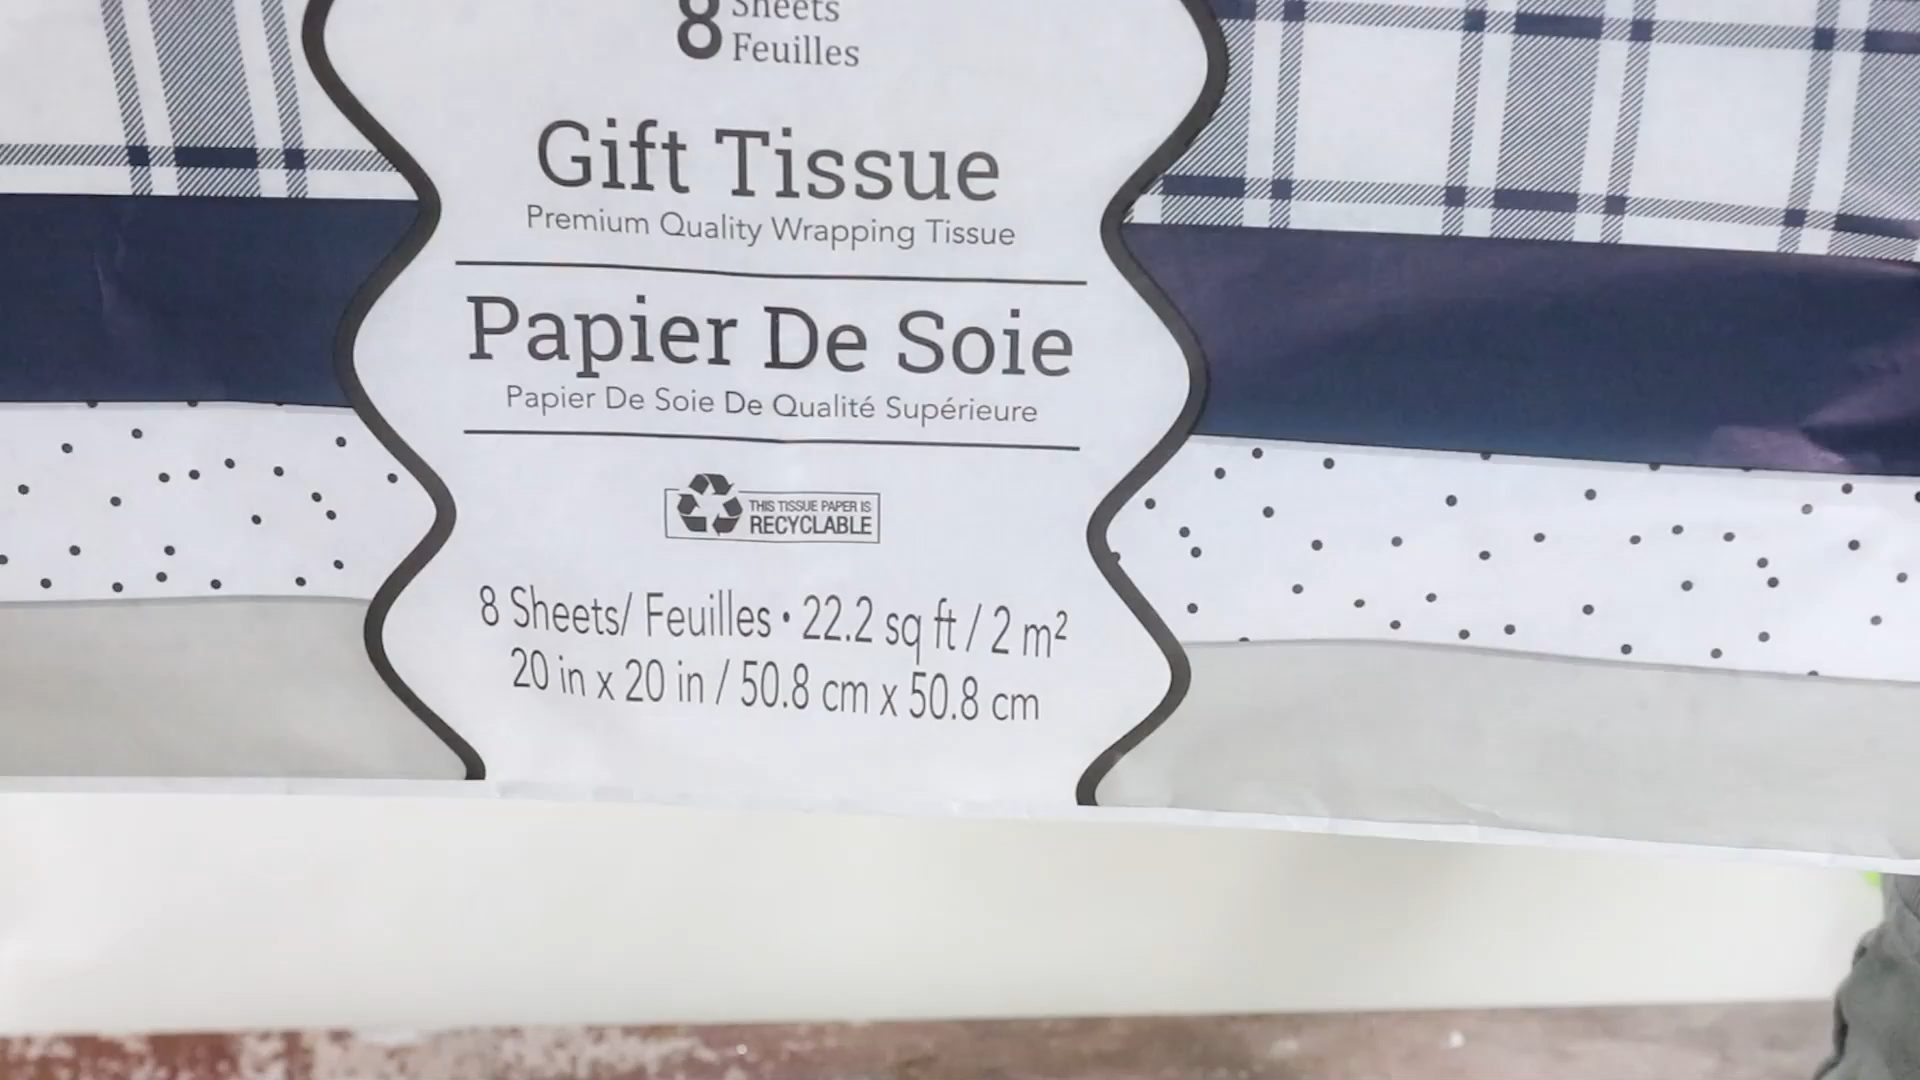 8 Sheets
Feuilles
Gift Tissue
Premium Quality Wrapping Tissue
Papier De Soie
Papier De Soie De Qualité Supérieure
THIS TISSUE PAPER IS
RECYCLABLE
8 Sheets/ Feuilles • 22.2 sq ft / 2 m²
20 in x 20 in / 50.8 cm x 50.8 cm